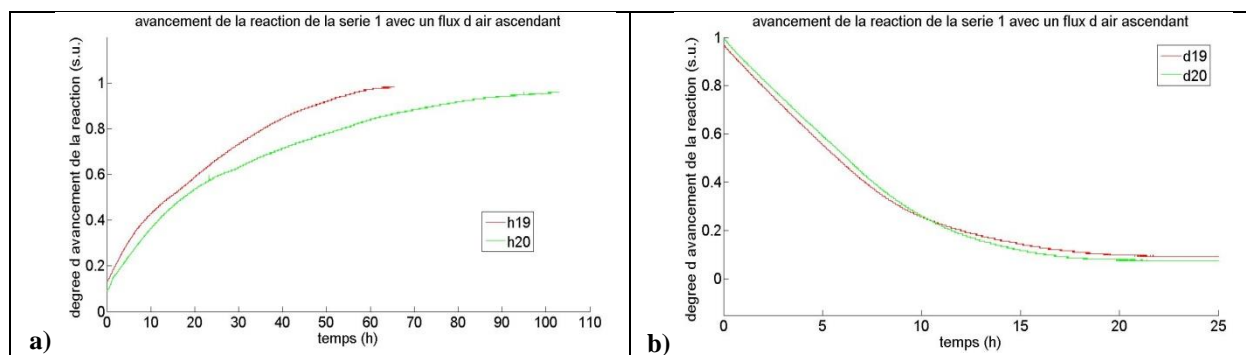 avancement de la reaction de la serie 1 avec un flux d air ascendant
degree d avancement de la reaction (s.u.)
1
0.8
0.6
0.4
0.2
0
h19
h20
0 10 20 30 40 50 60 70 80 90 100 110
temps (h)
a)
avancement de la reaction de la serie 1 avec un flux d air ascendant
degree d avancement de la reaction (s.u.)
1
0.8
0.6
0.4
0.2
0
d19
d20
0 5 10 15 20 25
temps (h)
b)